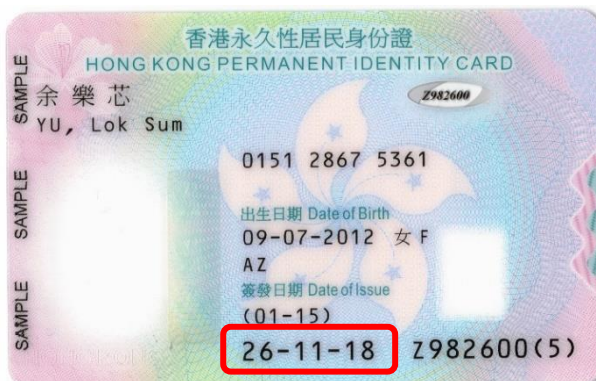 香港永久性居民身份證
HONG KONG PERMANENT IDENTITY CARD
SAMPLE
余樂芯
YU, Lok Sum
Z982600
0151 2867 5361
SAMPLE
出生日期 Date of Birth
09-07-2012 女 F
AZ
簽發日期 Date of Issue
(01-15)
SAMPLE
26-11-18
Z982600(5)